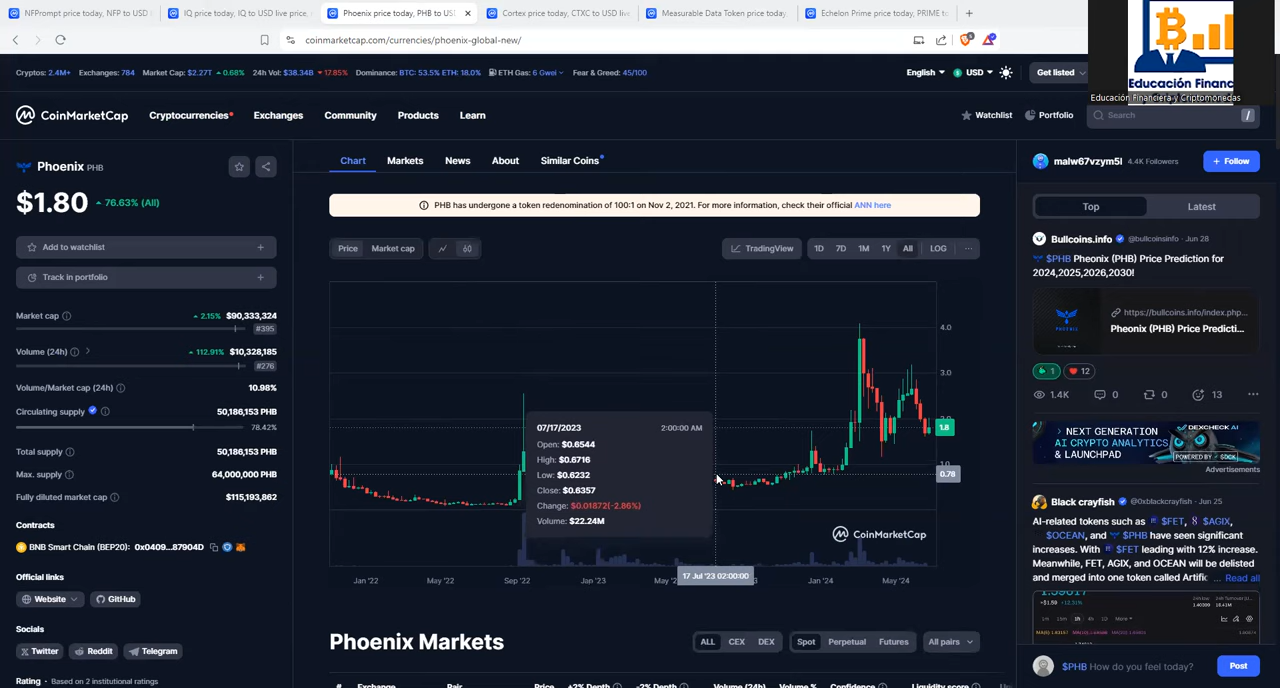 NFPrompt price today, NFP to USD
IQ price today, IQ to USD live price,
Phoenix price today, PHB to US
Cortex price today, CTXC to USD live
Measurable Data Token price today,
Echelon Prime price today, PRIME to
coinmarketcap.com/currencies/phoenix-global-new/
Educación Financ
Educación Financiera y Criptomonedas
Cryptos: 2.4M+ Exchanges: 784 Market Cap: $2.27T 0.68% 24h Vol: $38.34B 17.85% Dominance: BTC: 53.5% ETH: 18.0% ETH Gas: 6 Gwei Fear & Greed: 45/100
English USD Get listed
CoinMarketCap Cryptocurrencies Exchanges Community Products Learn
Watchlist Portfolio Search /
Phoenix PHB
$1.80 76.63% (All)
Add to watchlist +
Track in portfolio +
Market cap 2.15% $90,333,324
#395
Volume (24h) 112.91% $10,328,185
#276
Volume/Market cap (24h) 10.98%
Circulating supply 50,186,153 PHB
78.42%
Total supply 50,186,153 PHB
Max. supply 64,000,000 PHB
Fully diluted market cap $115,193,862
Contracts
BNB Smart Chain (BEP20): 0x0409...87904D
Official links
Website GitHub
Socials
Twitter Reddit Telegram
Rating · Based on 2 institutional ratings
Chart Markets News About Similar Coins
PHB has undergone a token redenomination of 100:1 on Nov 2, 2021. For more information, check their official ANN here
Price Market cap TradingView 1D 7D 1M 1Y All LOG ...
4.0
3.0
1.8
0.78
07/17/2023 2:00:00 AM
Open: $0.6544
High: $0.6716
Low: $0.6232
Close: $0.6357
Change: $0.01872(-2.86%)
Volume: $22.24M
CoinMarketCap
17 Jul '23 02:00:00
Jan '22 May '22 Sep '22 Jan '23 Jan '24 May '24
Phoenix Markets
ALL CEX DEX Spot Perpetual Futures All pairs
# Exchange Pair Price +2% Depth -2% Depth Volume (24h) Volume % Confidence Liquidity score
malw67vzym5l 4.4K Followers + Follow
Top Latest
Bullcoins.info @bullcoinsinfo · Jun 28
$PHB Pheonix (PHB) Price Prediction for
2024,2025,2026,2030!
https://bullcoins.info/index.php...
Pheonix (PHB) Price Predicti...
PHOENIX
1 12
1.4K 0 0 13 ...
NEXT GENERATION
AI CRYPTO ANALYTICS
& LAUNCHPAD
DEXCHECK AI
POWERED BY $DCK
Advertisements
Black crayfish @0xblackcrayfish · Jun 25
AI-related tokens such as $FET, $AGIX,
$OCEAN, and $PHB have seen significant
increases. With $FET leading with 12% increase.
Meanwhile, FET, AGIX, and OCEAN will be delisted
and merged into one token called Artific ... Read all
$PHB How do you feel today? Post